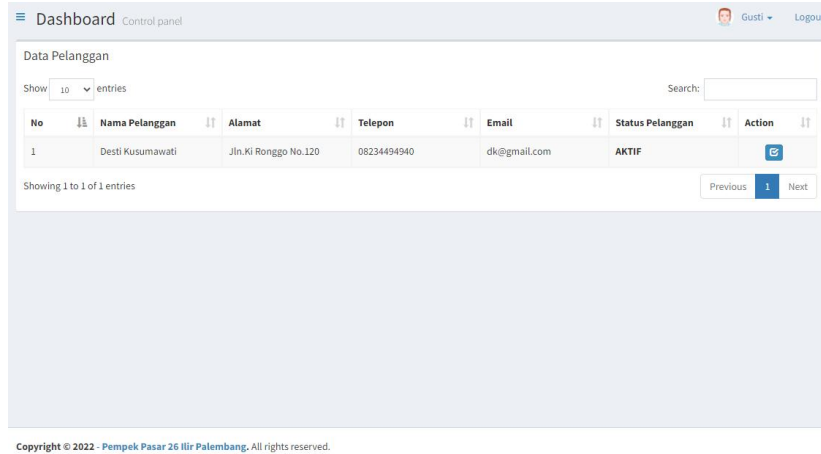 Dashboard Control panel Gusti Logou
Data Pelanggan
Show 10 entries Search:
No Nama Pelanggan Alamat Telepon Email Status Pelanggan Action
1 Desti Kusumawati Jln.Ki Ronggo No.120 08234494940 dk@gmail.com AKTIF
Showing 1 to 1 of 1 entries Previous 1 Next
Copyright © 2022 - Pempek Pasar 26 Ilir Palembang. All rights reserved.